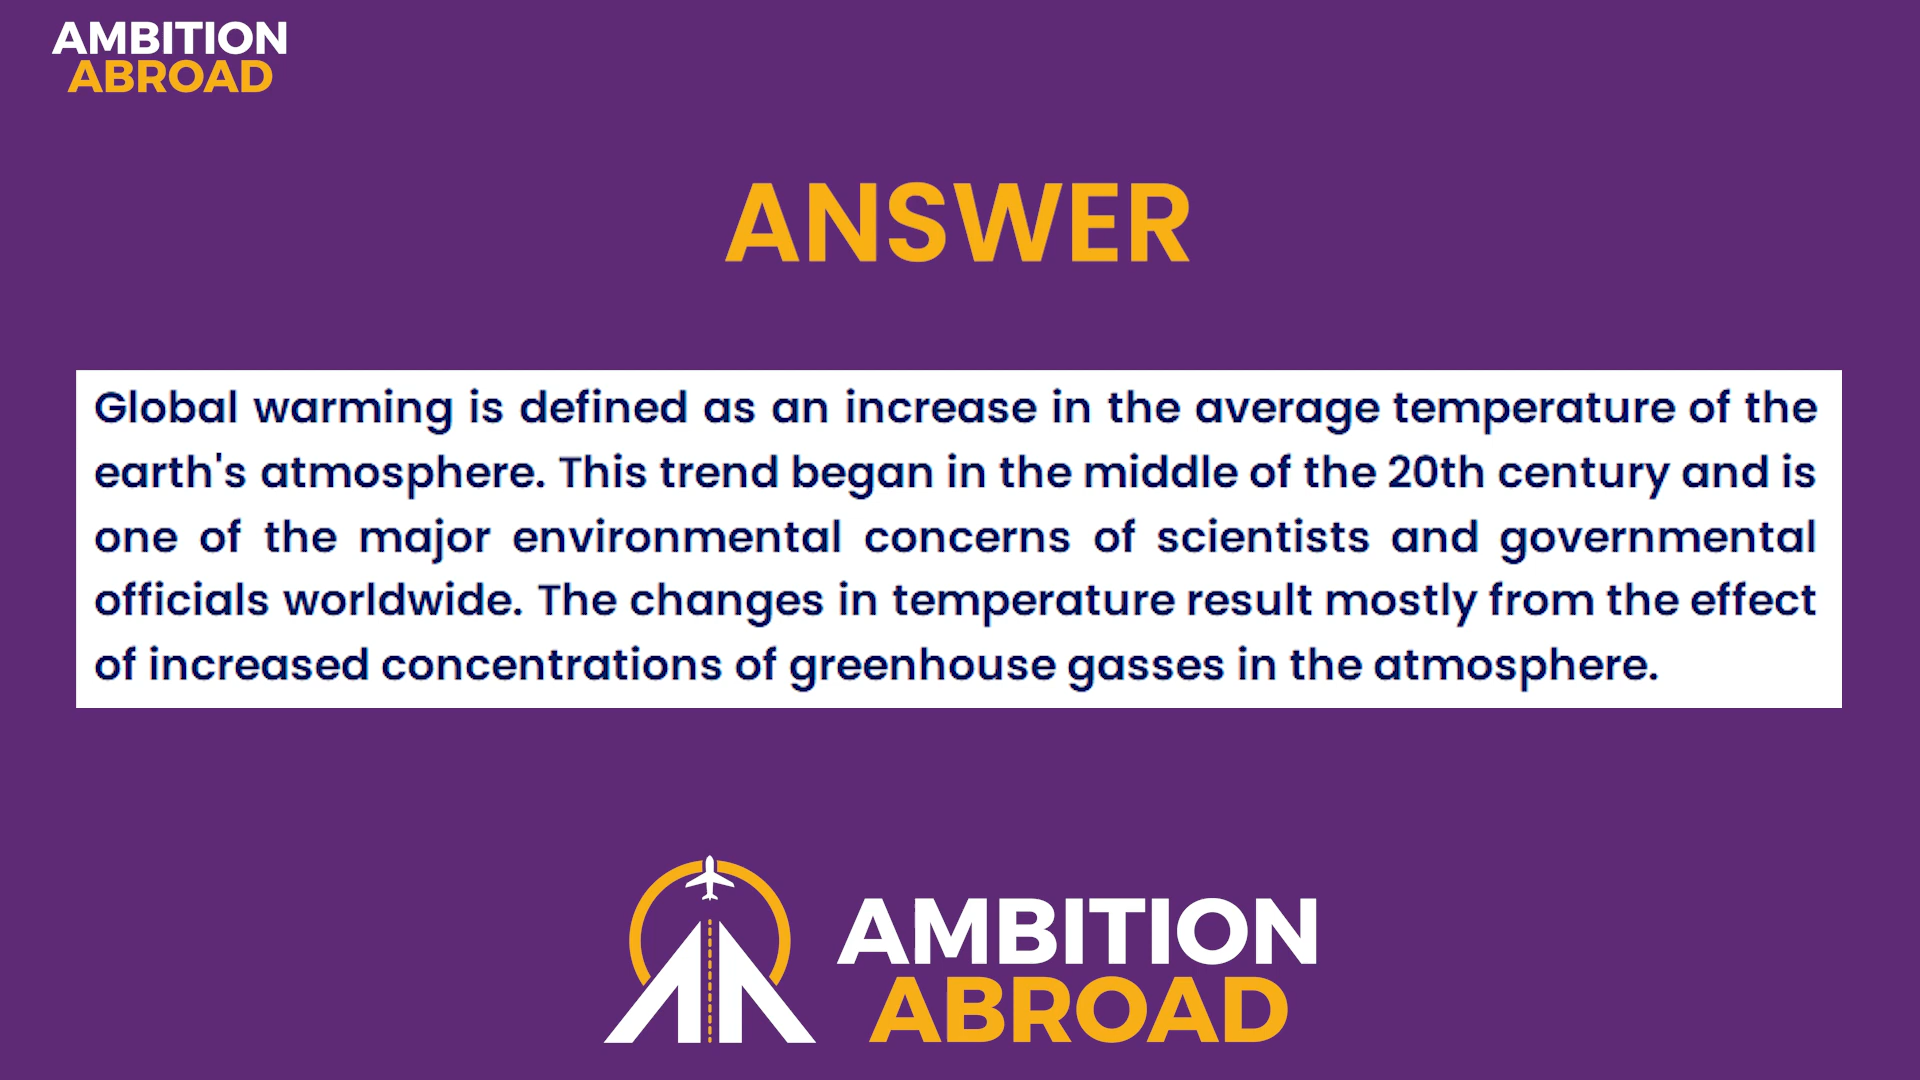 AMBITION
ABROAD
ANSWER
Global warming is defined as an increase in the average temperature of the
earth's atmosphere. This trend began in the middle of the 20th century and is
one of the major environmental concerns of scientists and governmental
officials worldwide. The changes in temperature result mostly from the effect
of increased concentrations of greenhouse gasses in the atmosphere.
AMBITION
ABROAD